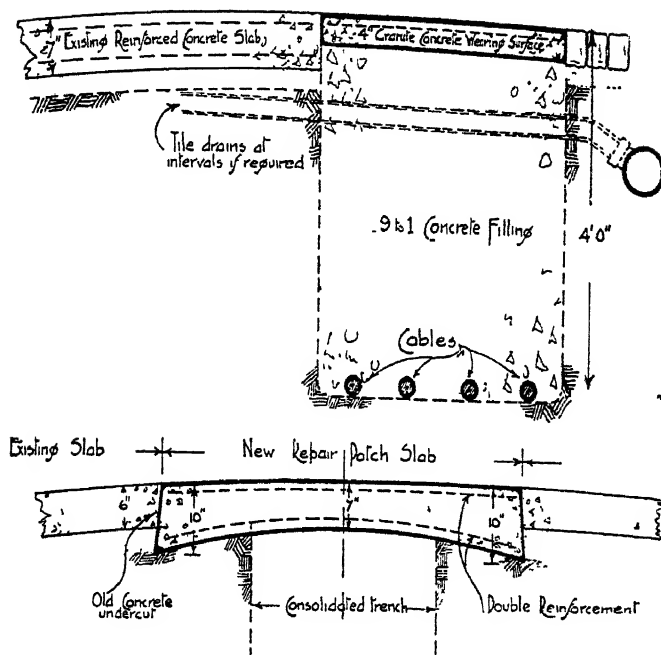 7"
Existing Reinforced Concrete Slab
4" Granite Concrete Wearing Surface
Tile drains at
intervals if required
9 to 1 Concrete Filling
4'0"
Cables
Existing Slab
New Repair Patch Slab
6"
10"
7"
10"
Old Concrete
undercut
Consolidated trench
Double Reinforcement